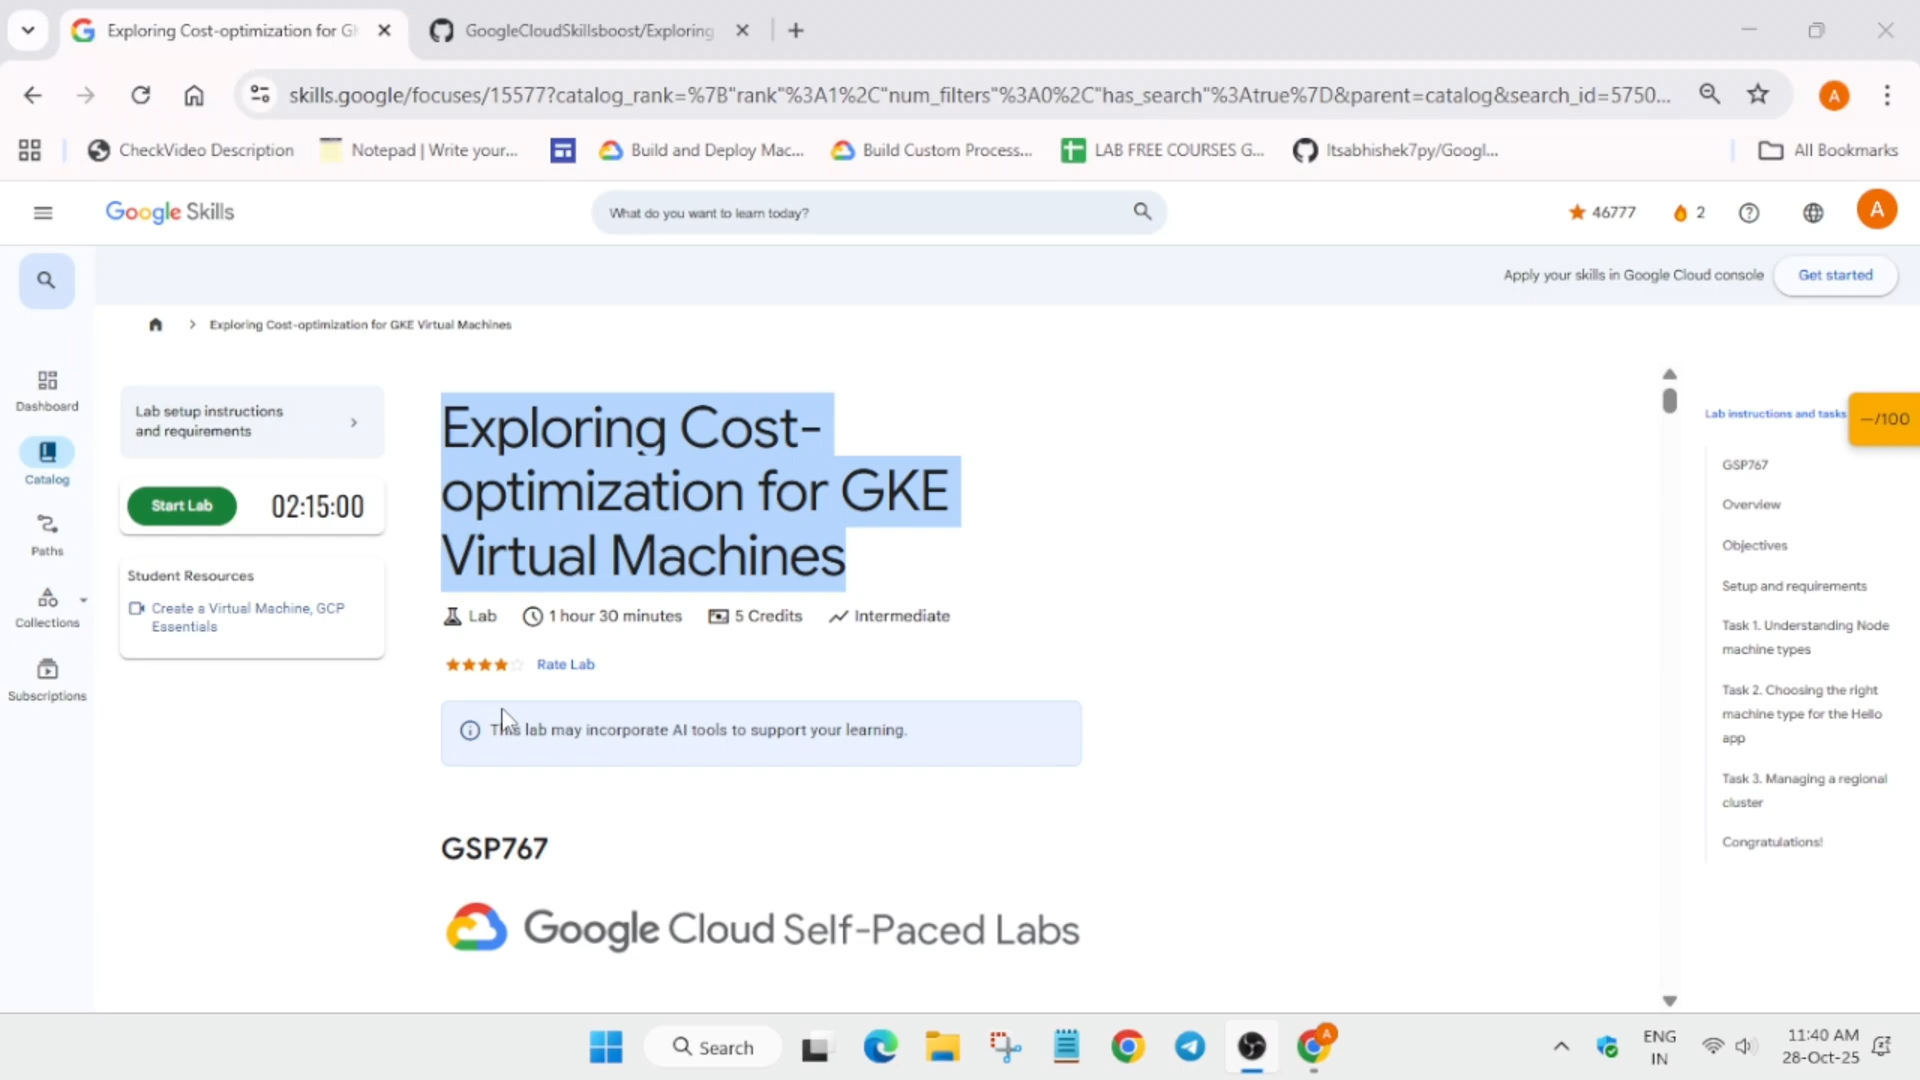 Exploring Cost-optimization for G
GoogleCloudSkillsboost/Exploring
skills.google/focuses/15577?catalog_rank=%7B"rank"%3A1%2C"num_filters"%3A0%2C"has_search"%3Atrue%7D&parent=catalog&search_id=5750...
A
CheckVideo Description
Notepad | Write your...
Build and Deploy Mac...
Build Custom Process...
LAB FREE COURSES G...
Itsabhishek7py/Googl...
All Bookmarks
Google Skills
What do you want to learn today?
46777
2
A
Apply your skills in Google Cloud console
Get started
Exploring Cost-optimization for GKE Virtual Machines
Dashboard
Catalog
Paths
Collections
Subscriptions
Lab setup instructions
and requirements
Start Lab
02:15:00
Student Resources
Create a Virtual Machine, GCP
Essentials
Exploring Cost-
optimization for GKE
Virtual Machines
Lab
1 hour 30 minutes
5 Credits
Intermediate
Rate Lab
This lab may incorporate AI tools to support your learning.
GSP767
Google Cloud Self-Paced Labs
Lab instructions and tasks
—/100
GSP767
Overview
Objectives
Setup and requirements
Task 1. Understanding Node
machine types
Task 2. Choosing the right
machine type for the Hello
app
Task 3. Managing a regional
cluster
Congratulations!
Search
A
ENG
IN
11:40 AM
28-Oct-25